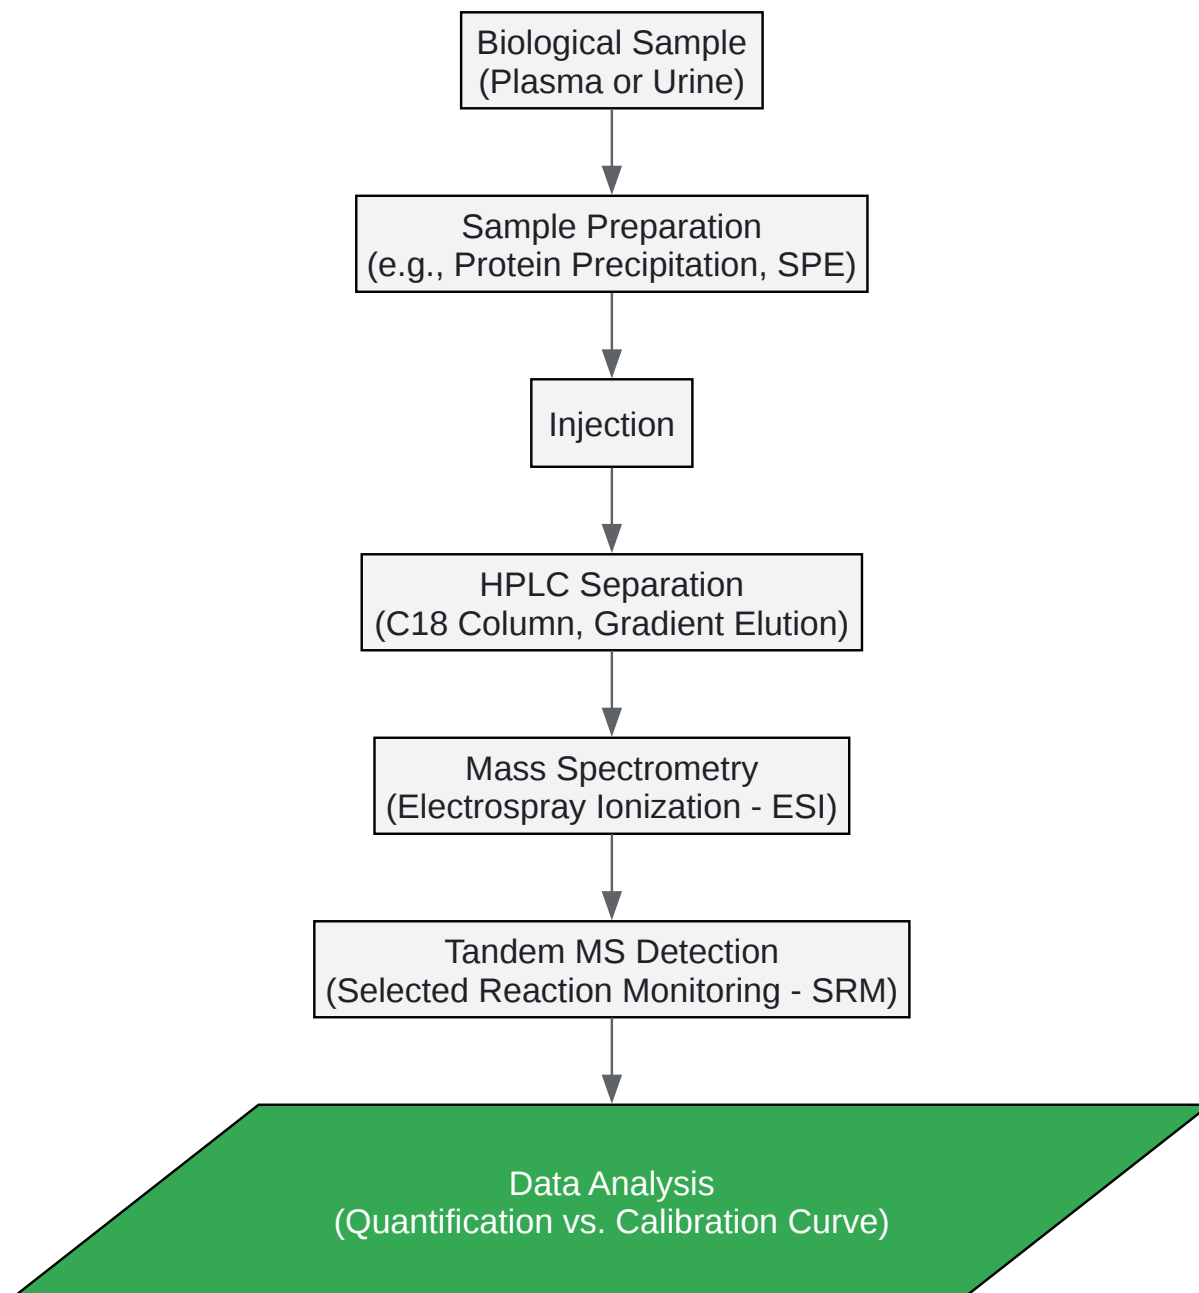 Biological Sample
(Plasma or Urine)
Sample Preparation
(e.g., Protein Precipitation, SPE)
Injection
HPLC Separation
(C18 Column, Gradient Elution)
Mass Spectrometry
(Electrospray Ionization - ESI)
Tandem MS Detection
(Selected Reaction Monitoring - SRM)
Data Analysis
(Quantification vs. Calibration Curve)